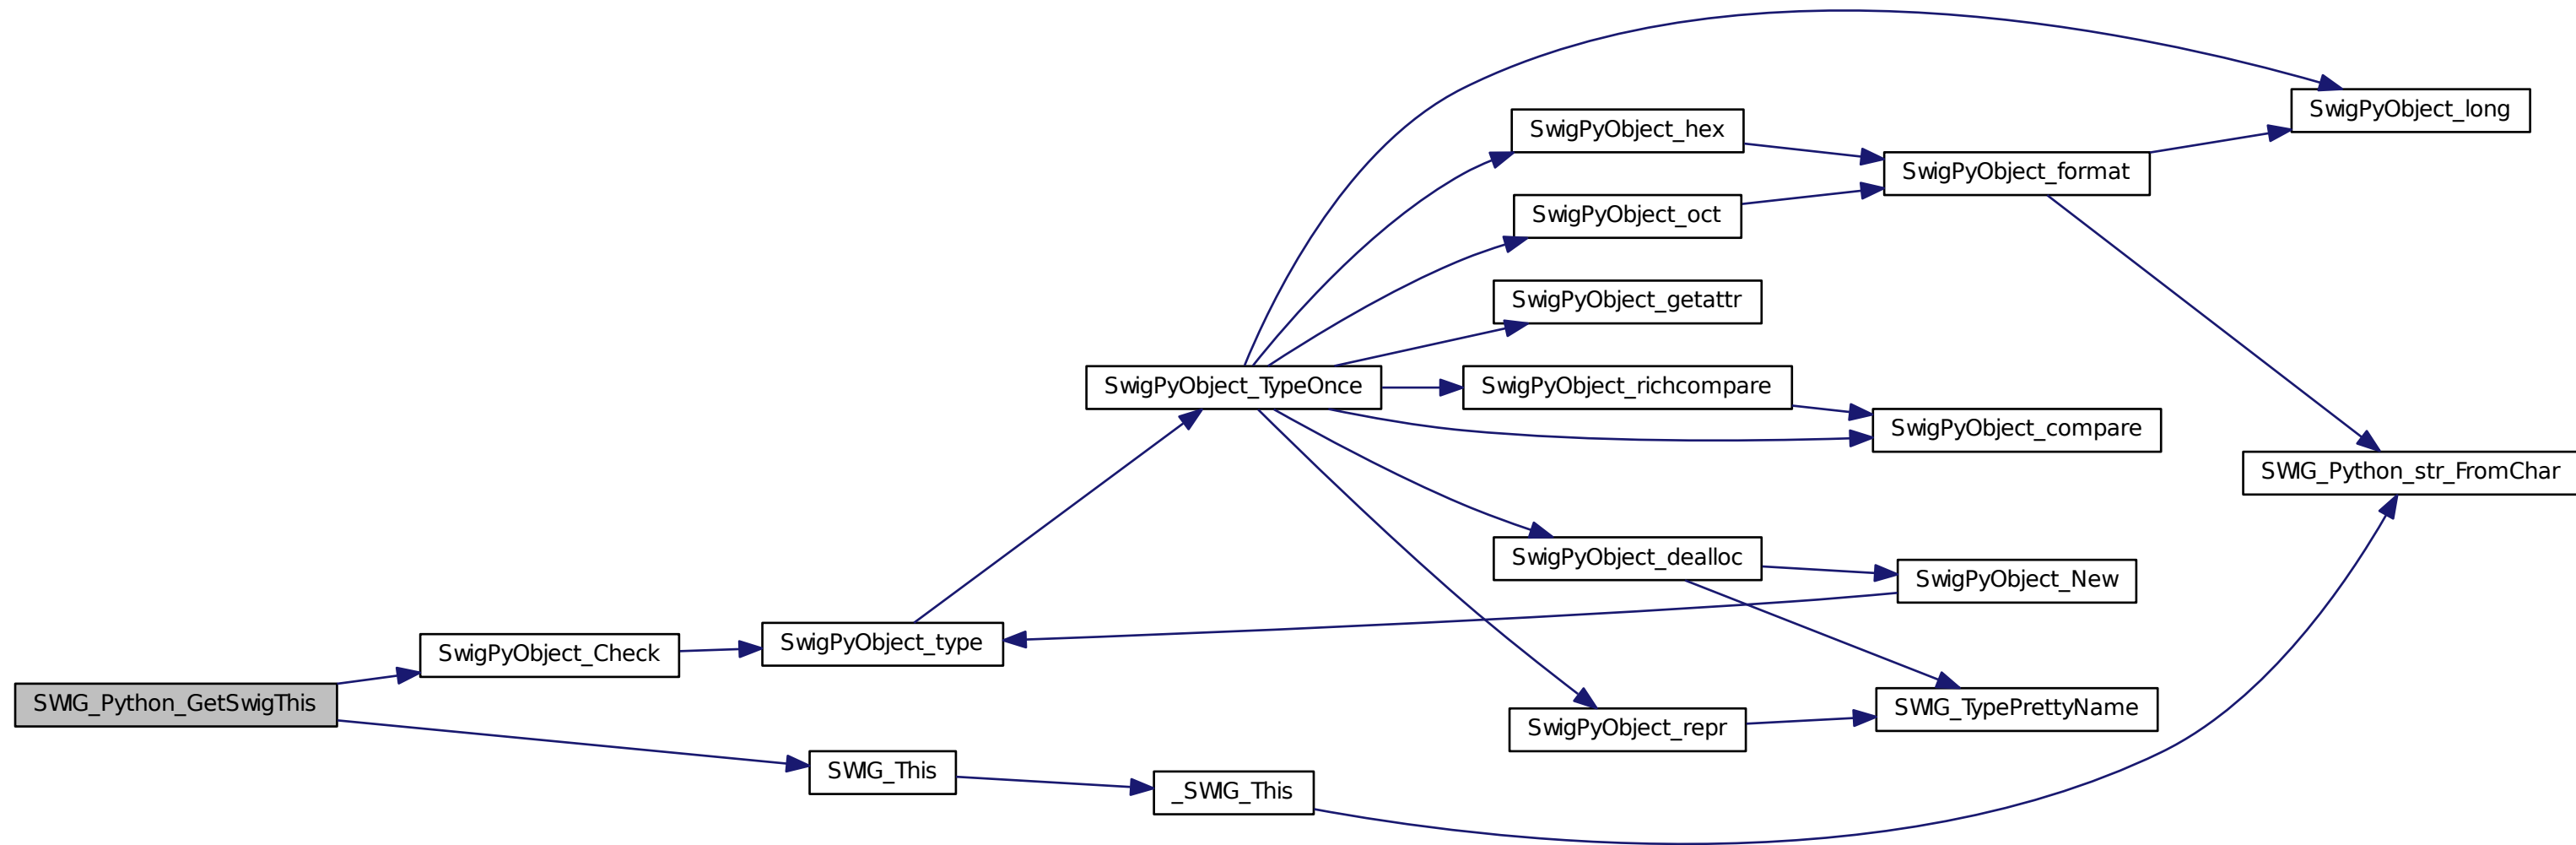 SWIG_Python_GetSwigThis
SwigPyObject_Check
SWIG_This
SwigPyObject_type
_SWIG_This
SwigPyObject_TypeOnce
SwigPyObject_hex
SwigPyObject_oct
SwigPyObject_getattr
SwigPyObject_richcompare
SwigPyObject_dealloc
SwigPyObject_repr
SwigPyObject_format
SwigPyObject_compare
SwigPyObject_New
SWIG_TypePrettyName
SwigPyObject_long
SWIG_Python_str_FromChar